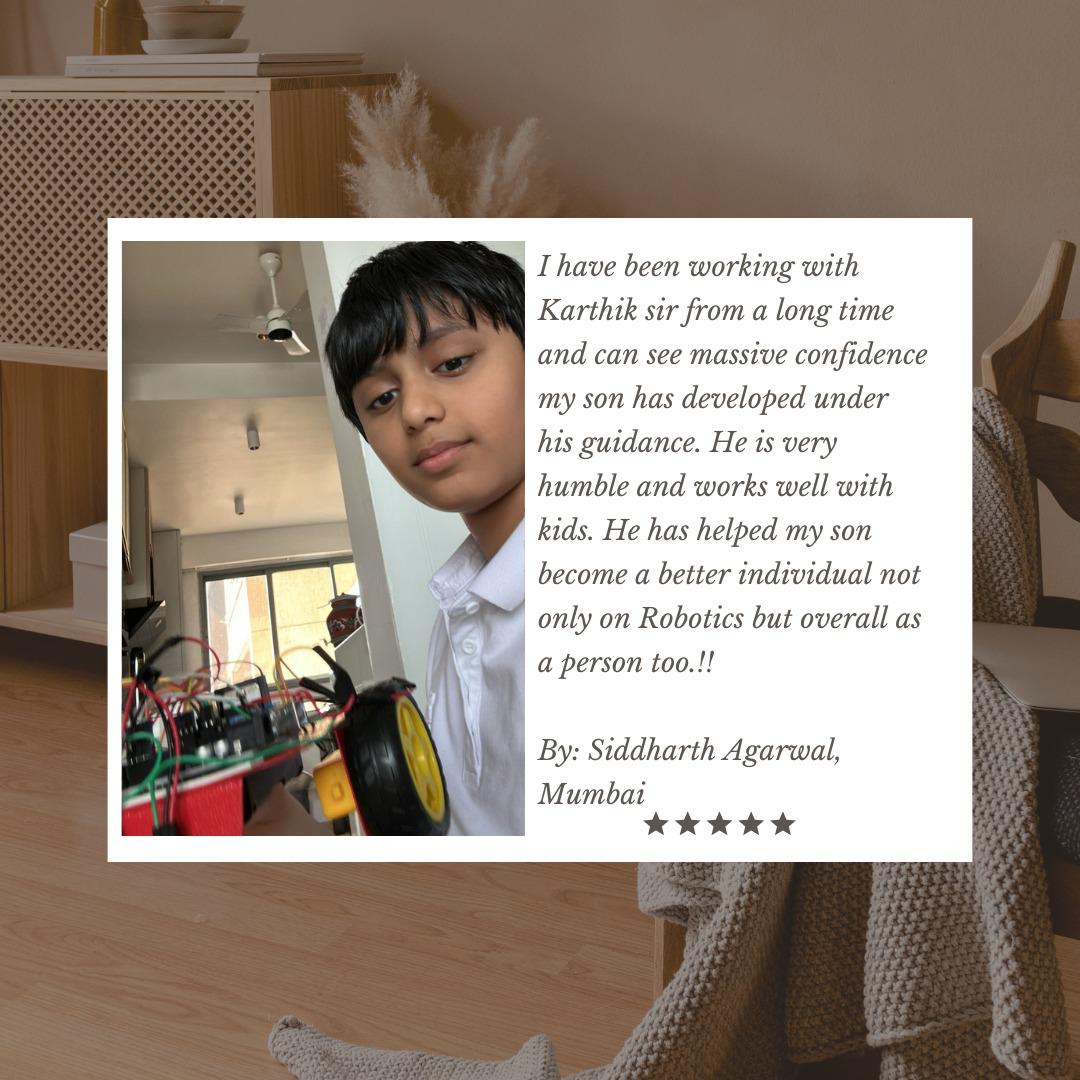 I have been working with
Karthik sir from a long time
and can see massive confidence
my son has developed under
his guidance. He is very
humble and works well with
kids. He has helped my son
become a better individual not
only on Robotics but overall as
a person too.!!
By: Siddharth Agarwal,
Mumbai